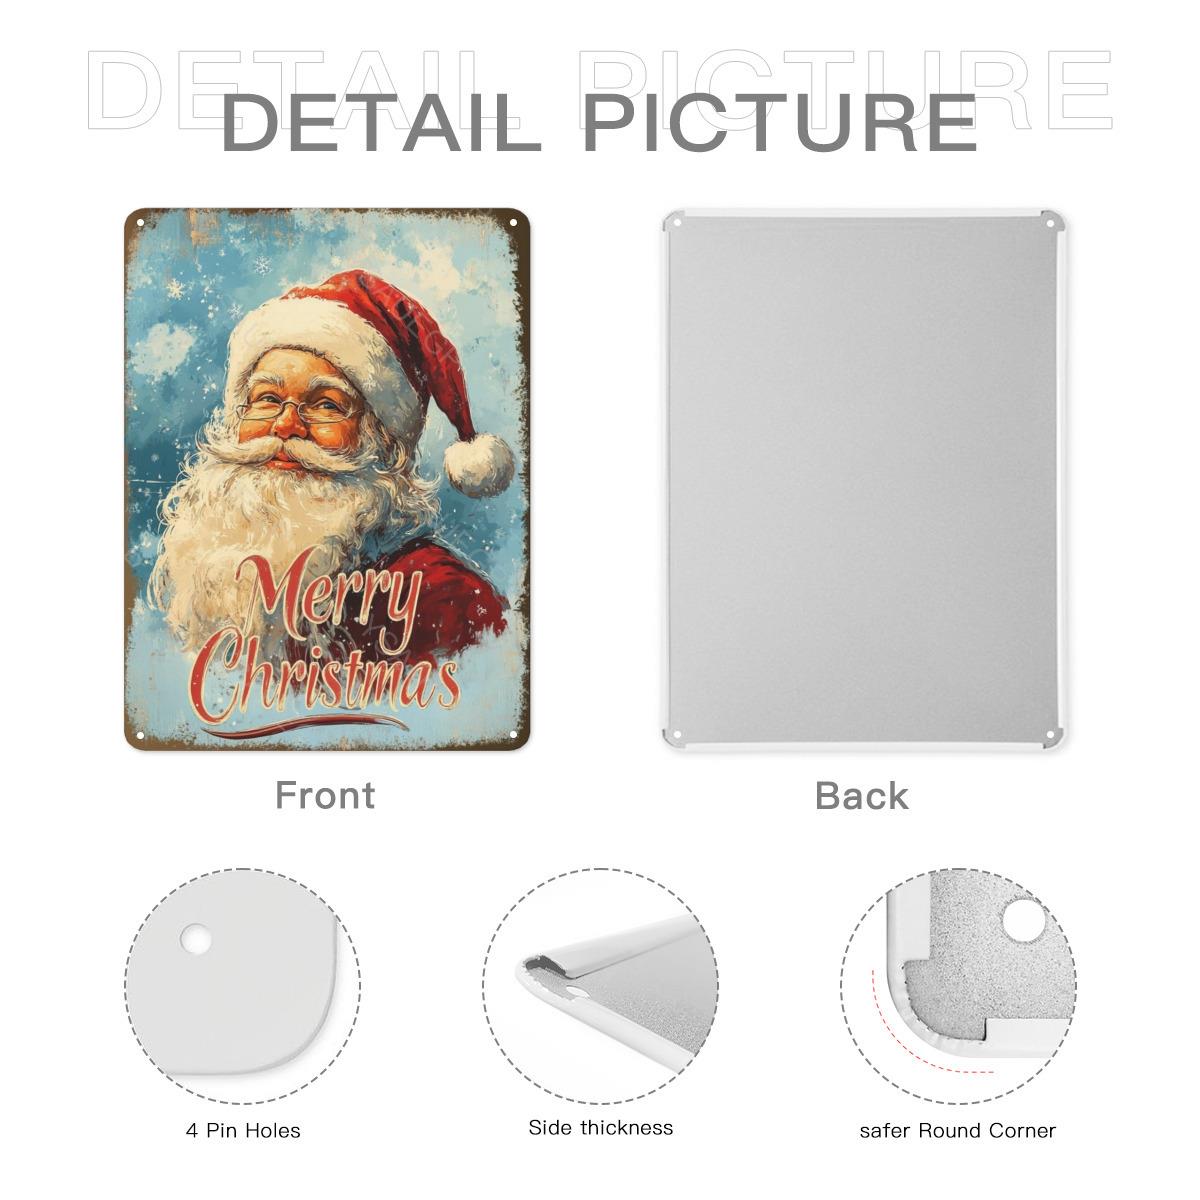 DETAIL PICTURE
DETAIL PICTURE
Merry
Christmas
Front
Back
4 Pin Holes
Side thickness
safer Round Corner